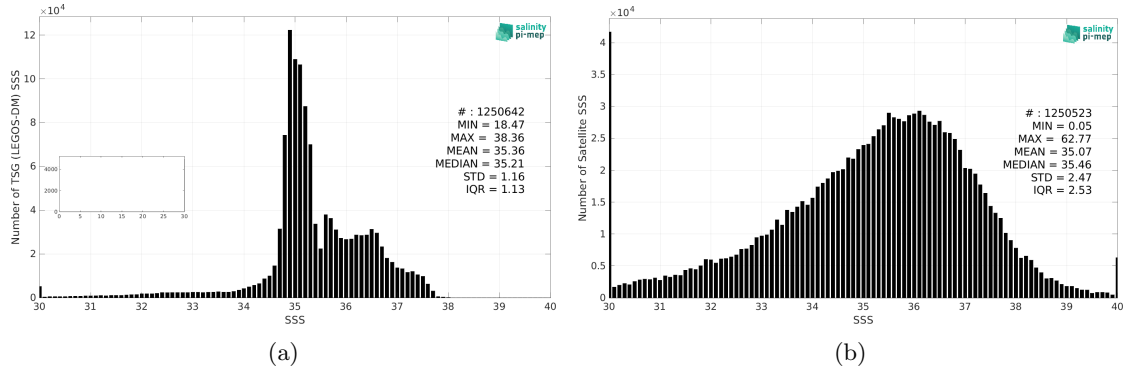 ×10⁴
salinity
pi-mep
12
10
8
6
4
2
0
Number of TSG (LEGOS-DM) SSS
# : 1250642
MIN = 18.47
MAX = 38.36
MEAN = 35.36
MEDIAN = 35.21
STD = 1.16
IQR = 1.13
4000
2000
0
0 5 10 15 20 25 30
30 31 32 33 34 35 36 37 38 39 40
SSS
(a)
×10⁴
salinity
pi-mep
4
3.5
3
2.5
2
1.5
1
0.5
0
Number of Satellite SSS
# : 1250523
MIN = 0.05
MAX = 62.77
MEAN = 35.07
MEDIAN = 35.46
STD = 2.47
IQR = 2.53
30 31 32 33 34 35 36 37 38 39 40
SSS
(b)